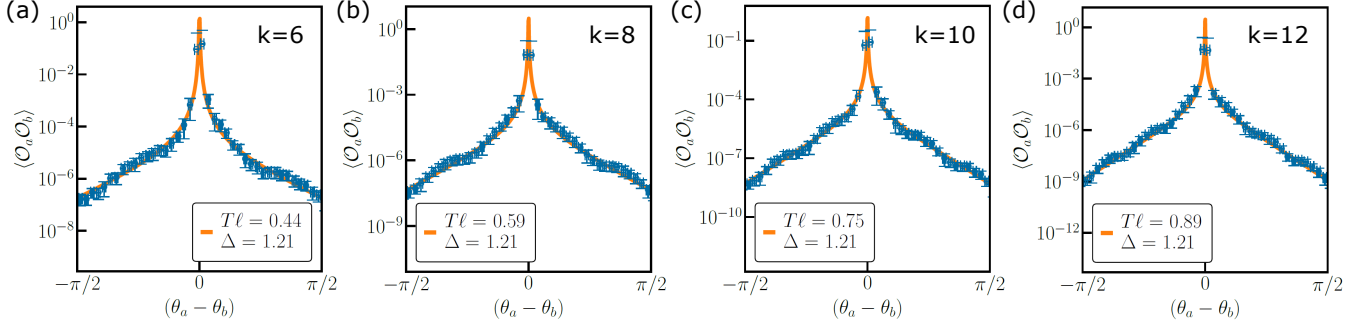 (a)
k=6
⟨O_a O_b⟩
10^0
10^−2
10^−4
10^−6
10^−8
Tℓ = 0.44
Δ = 1.21
−π/2
0
π/2
(θ_a − θ_b)
(b)
k=8
⟨O_a O_b⟩
10^0
10^−3
10^−6
10^−9
Tℓ = 0.59
Δ = 1.21
−π/2
0
π/2
(θ_a − θ_b)
(c)
k=10
⟨O_a O_b⟩
10^−1
10^−4
10^−7
10^−10
Tℓ = 0.75
Δ = 1.21
−π/2
0
π/2
(θ_a − θ_b)
(d)
k=12
⟨O_a O_b⟩
10^0
10^−3
10^−6
10^−9
10^−12
Tℓ = 0.89
Δ = 1.21
−π/2
0
π/2
(θ_a − θ_b)